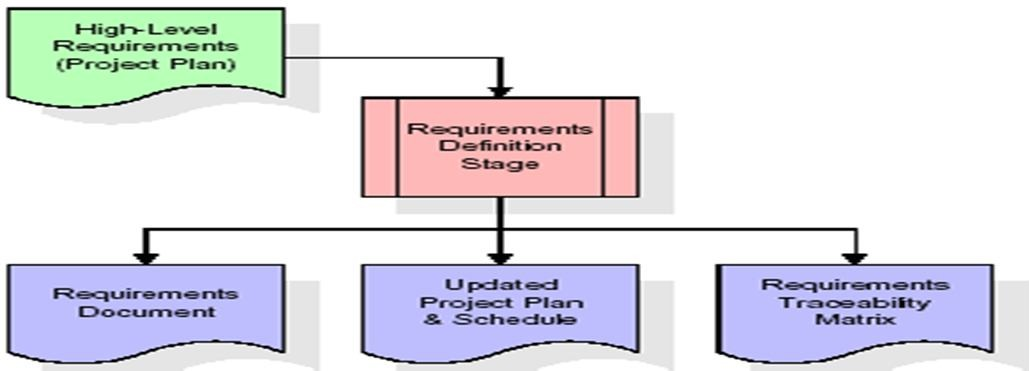 High-Level
Requirements
(Project Plan)
Requirements
Definition
Stage
Requirements
Document
Updated
Project Plan
& Schedule
Requirements
Traceability
Matrix